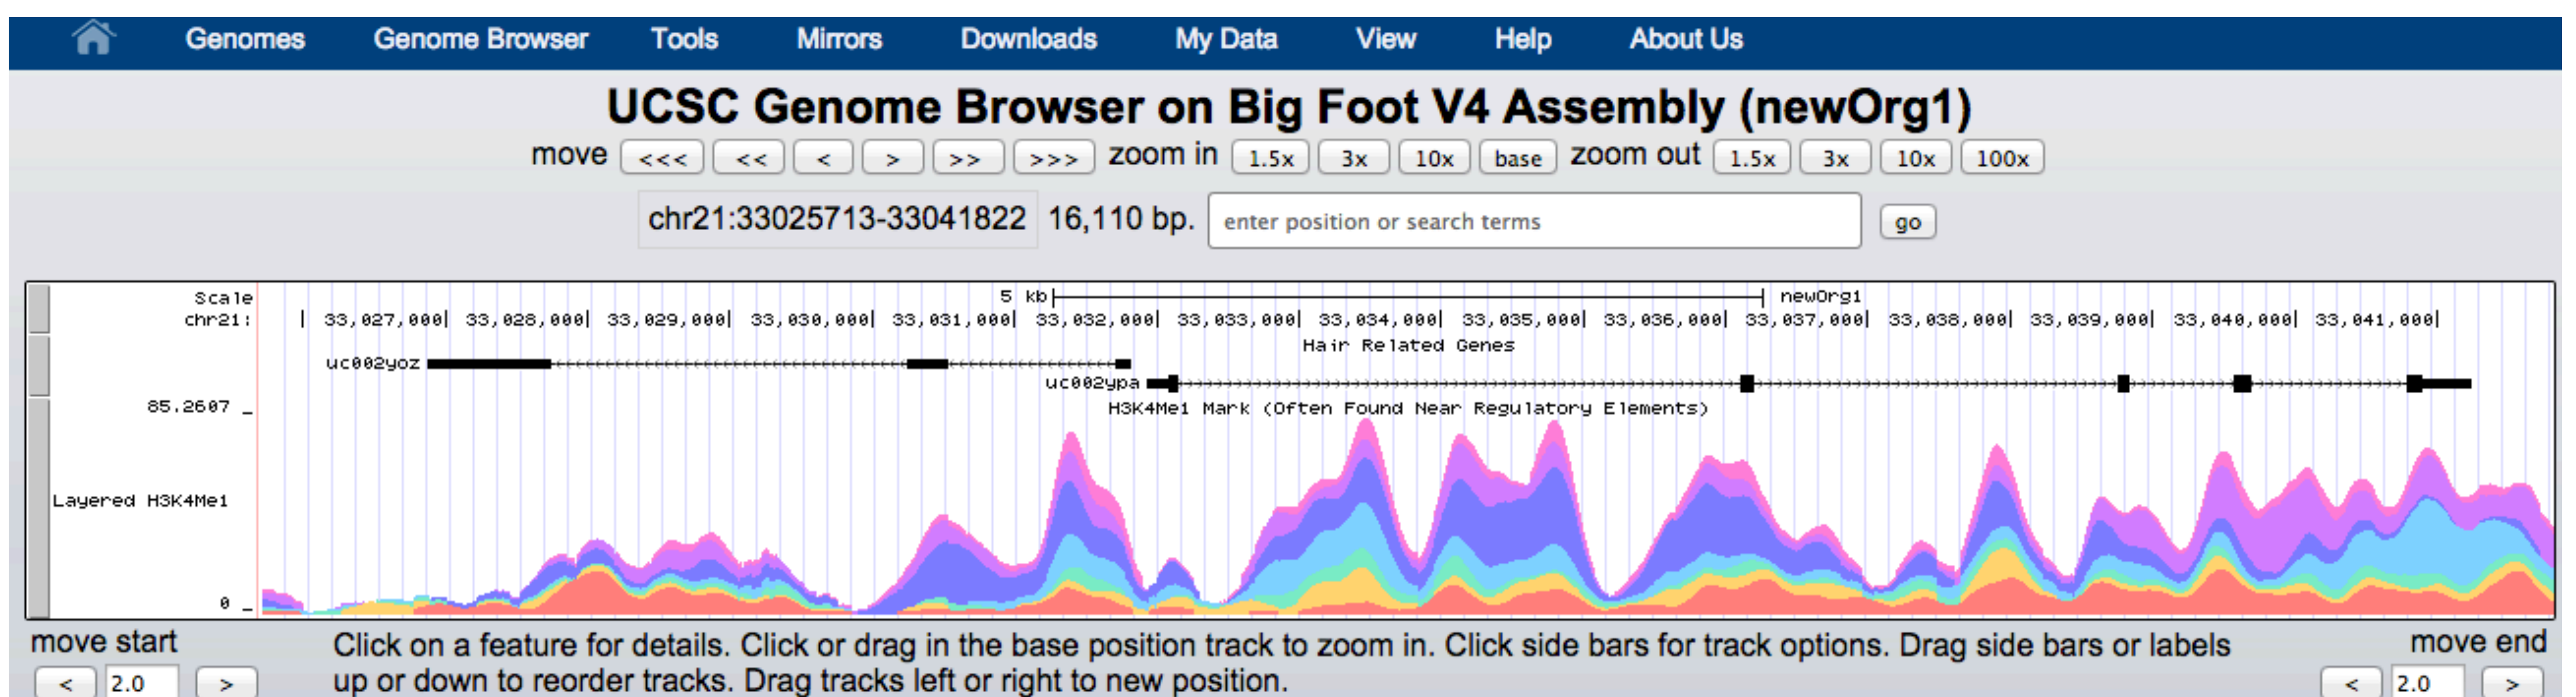 Genomes Genome Browser Tools Mirrors Downloads My Data View Help About Us
UCSC Genome Browser on Big Foot V4 Assembly (newOrg1)
move <<< << < > >> >>> zoom in 1.5x 3x 10x base zoom out 1.5x 3x 10x 100x
chr21:33025713-33041822 16,110 bp. enter position or search terms go
Scale 5 kb newOrg1
chr21: | 33,027,000| 33,028,000| 33,029,000| 33,030,000| 33,031,000| 33,032,000| 33,033,000| 33,034,000| 33,035,000| 33,036,000| 33,037,000| 33,038,000| 33,039,000| 33,040,000| 33,041,000|
Hair Related Genes
uc002yoz
uc002ypa
85.2607 _ H3K4Me1 Mark (Often Found Near Regulatory Elements)
Layered H3K4Me1
0 _
move start Click on a feature for details. Click or drag in the base position track to zoom in. Click side bars for track options. Drag side bars or labels move end
< 2.0 > up or down to reorder tracks. Drag tracks left or right to new position. < 2.0 >